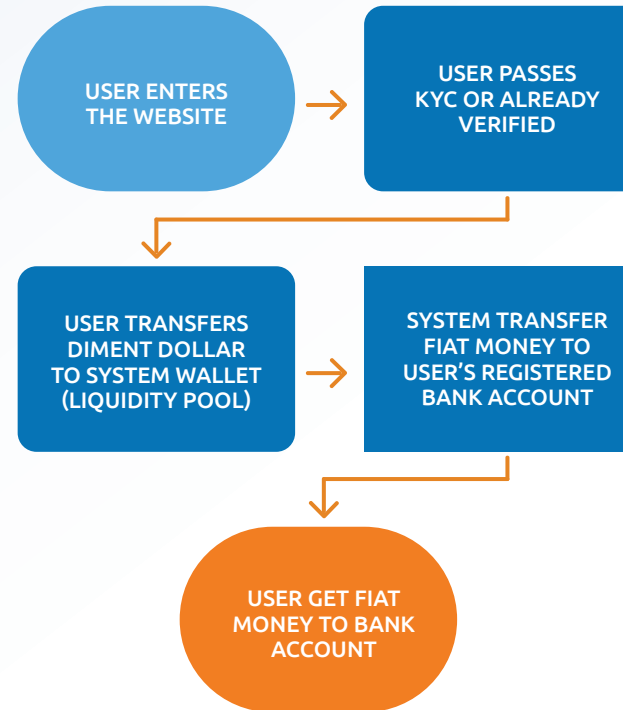 USER ENTERS
THE WEBSITE
USER PASSES
KYC OR ALREADY
VERIFIED
USER TRANSFERS
DIMENT DOLLAR
TO SYSTEM WALLET
(LIQUIDITY POOL)
SYSTEM TRANSFER
FIAT MONEY TO
USER'S REGISTERED
BANK ACCOUNT
USER GET FIAT
MONEY TO BANK
ACCOUNT